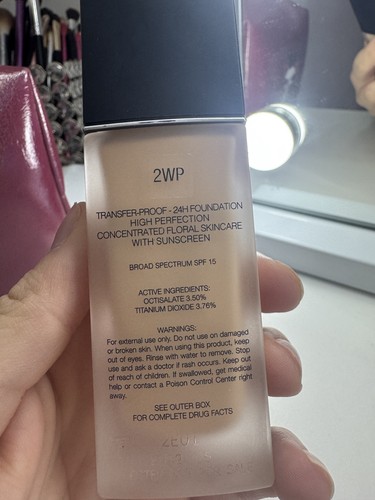 2WP
TRANSFER-PROOF - 24H FOUNDATION
HIGH PERFECTION
CONCENTRATED FLORAL SKINCARE
WITH SUNSCREEN
BROAD SPECTRUM SPF 15
ACTIVE INGREDIENTS:
OCTISALATE 3.50%
TITANIUM DIOXIDE 3.76%
WARNINGS:
For external use only. Do not use on damaged
or broken skin. When using this product, keep
out of eyes. Rinse with water to remove. Stop
use and ask a doctor if rash occurs. Keep out
of reach of children. If swallowed, get medical
help or contact a Poison Control Center right
away.
SEE OUTER BOX
FOR COMPLETE DRUG FACTS